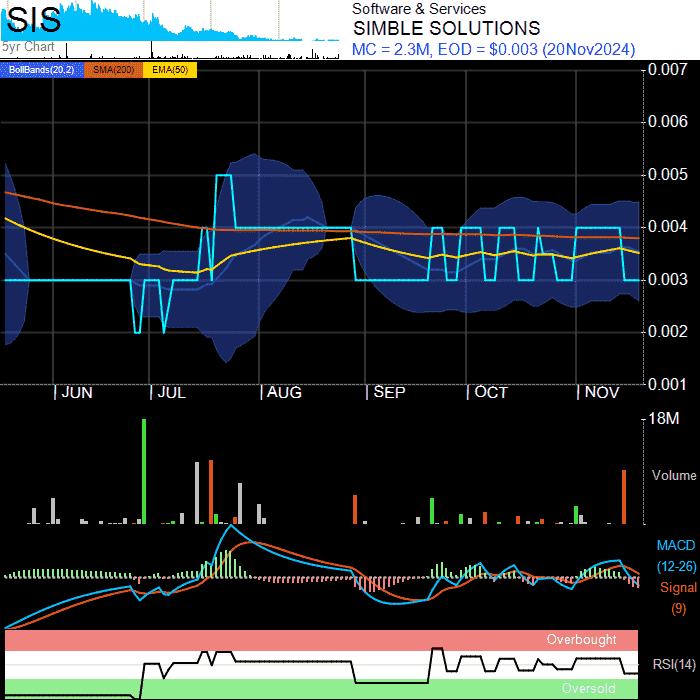 SIS
5yr Chart
Software & Services
SIMBLE SOLUTIONS
MC = 2.3M, EOD = $0.003 (20Nov2024)
BollBands(20,2) SMA(200) EMA(50)
0.007
0.006
0.005
0.004
0.003
0.002
0.001
JUN JUL AUG SEP OCT NOV
18M
Volume
MACD
(12-26)
Signal
(9)
Overbought
RSI(14)
Oversold